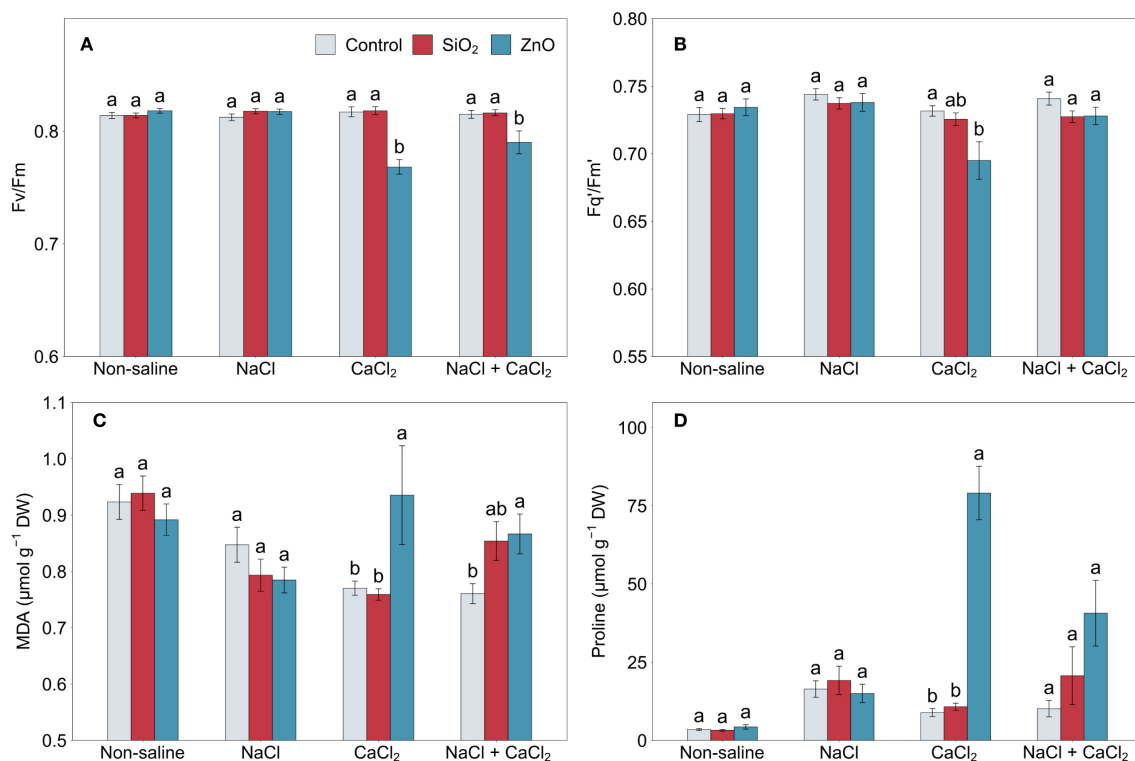 A
Control SiO₂ ZnO
a a a a a a a a b a a b
0.8
0.7
0.6
Fv/Fm
Non-saline NaCl CaCl₂ NaCl + CaCl₂
B
0.80
a a a a a a a ab b a a a
0.75
0.70
0.65
0.60
0.55
Fq'/Fm'
Non-saline NaCl CaCl₂ NaCl + CaCl₂
C
1.1
a a a a a a b b a b ab a
1.0
0.9
0.8
0.7
0.6
0.5
MDA (µmol g⁻¹ DW)
Non-saline NaCl CaCl₂ NaCl + CaCl₂
D
100
a a a a a a b b a a a a
75
50
25
0
Proline (µmol g⁻¹ DW)
Non-saline NaCl CaCl₂ NaCl + CaCl₂